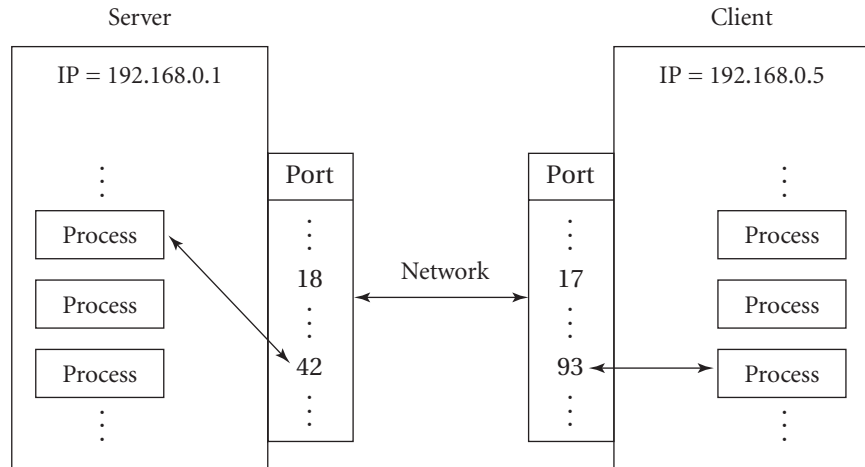 Server
Client
IP = 192.168.0.1
IP = 192.168.0.5
Port
Port
Process
Process
18
Network
17
Process
Process
42
93
Process
Process